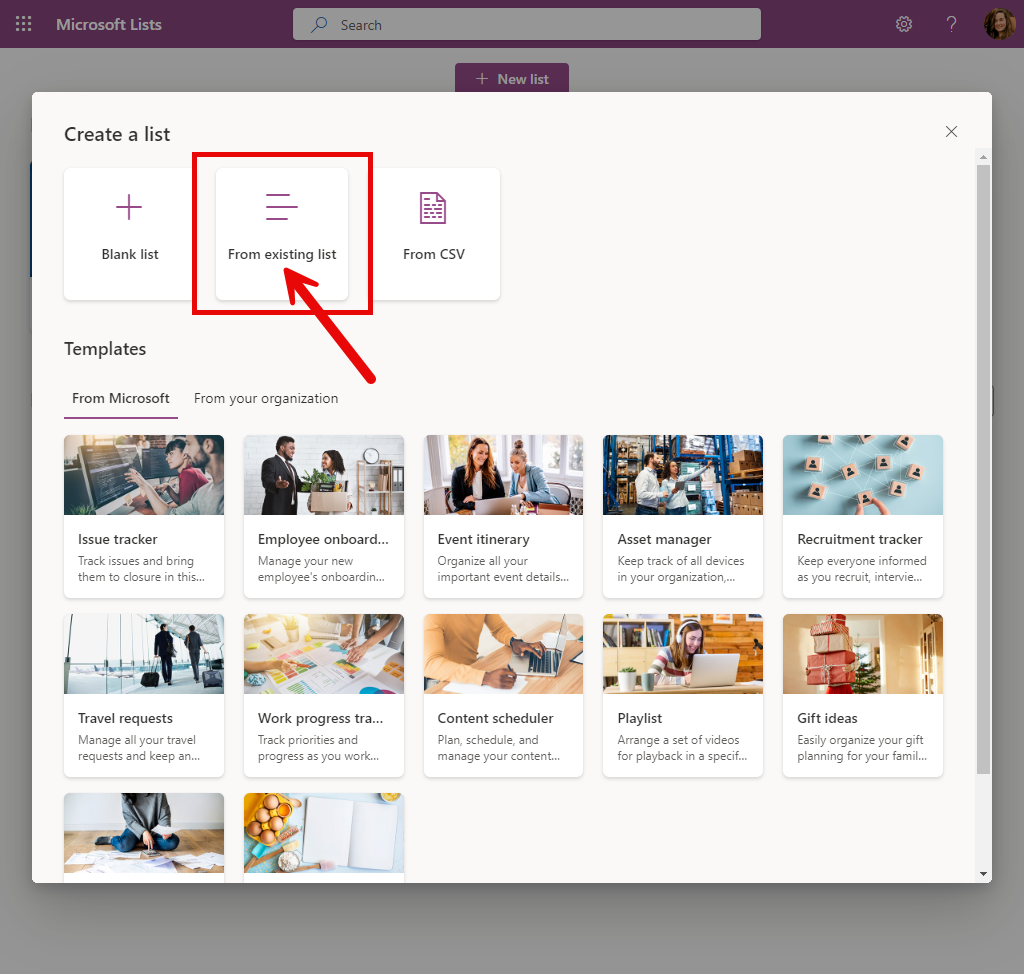 Microsoft Lists
Search
?
+ New list
Create a list
Blank list
From existing list
From CSV
Templates
From Microsoft
From your organization
Issue tracker
Track issues and bring
them to closure in this...
Employee onboard...
Manage your new
employee's onboardin...
Event itinerary
Organize all your
important event details...
Asset manager
Keep track of all devices
in your organization,...
Recruitment tracker
Keep everyone informed
as you recruit, intervie...
Travel requests
Manage all your travel
requests and keep an...
Work progress tra...
Track priorities and
progress as you work...
Content scheduler
Plan, schedule, and
manage your content...
Playlist
Arrange a set of videos
for playback in a specif...
Gift ideas
Easily organize your gift
planning for your famil...